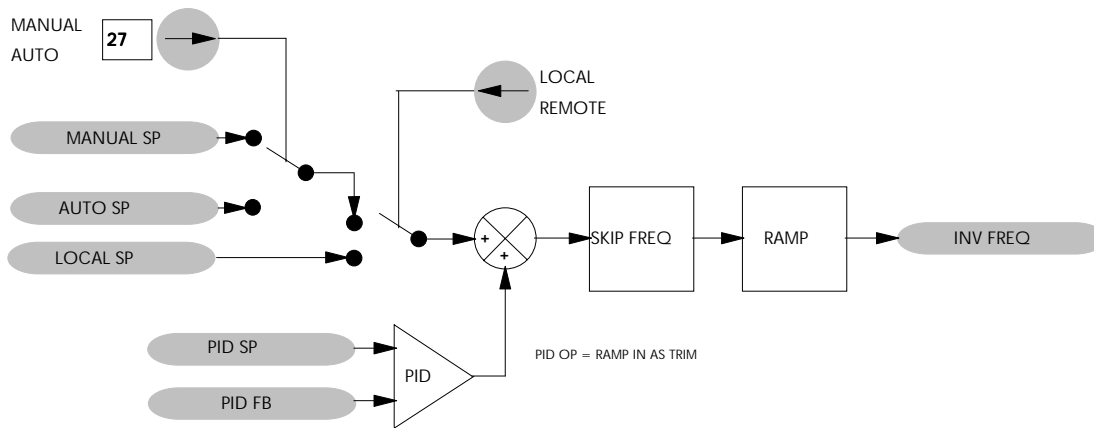 MANUAL
AUTO
27
LOCAL
REMOTE
MANUAL SP
AUTO SP
LOCAL SP
+
+
SKIP FREQ
RAMP
INV FREQ
PID SP
PID
PID OP = RAMP IN AS TRIM
PID FB